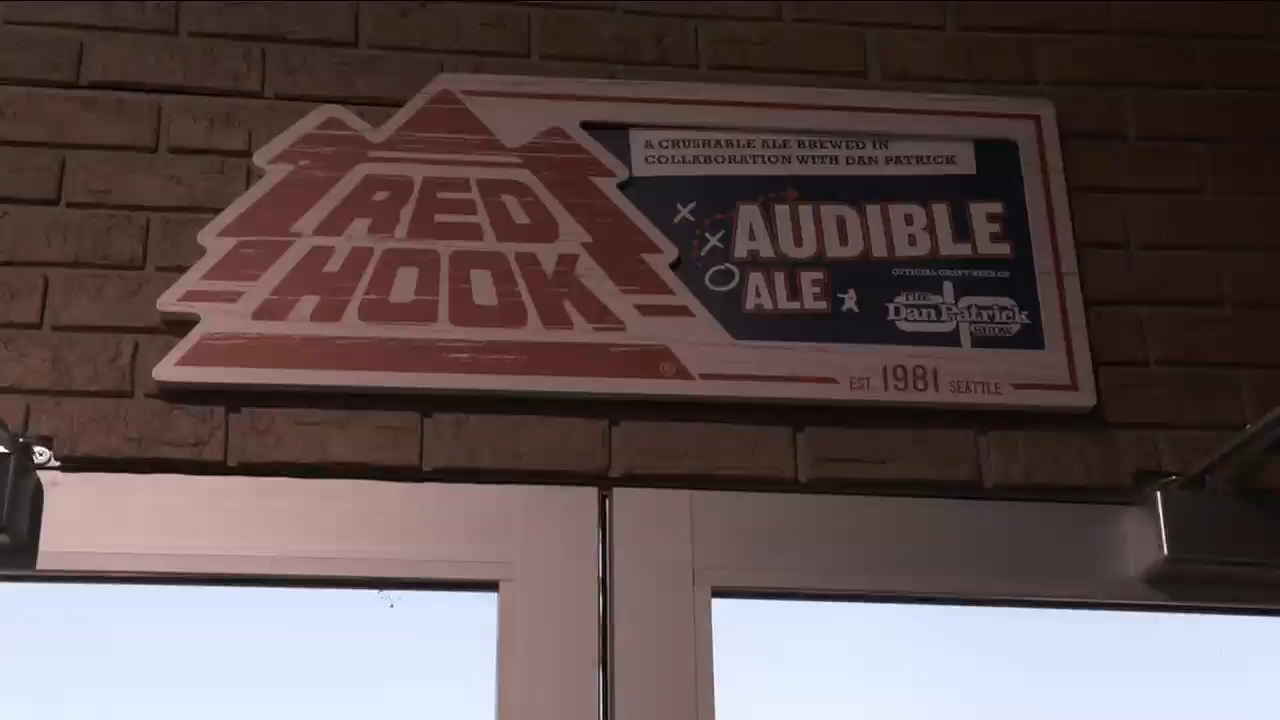 RED
HOOK
®
A CRUSHABLE ALE BREWED IN
COLLABORATION WITH DAN PATRICK
AUDIBLE
ALE
OFFICIAL CRAFT BEER OF
THE
Dan Patrick
SHOW
EST. 1981 SEATTLE